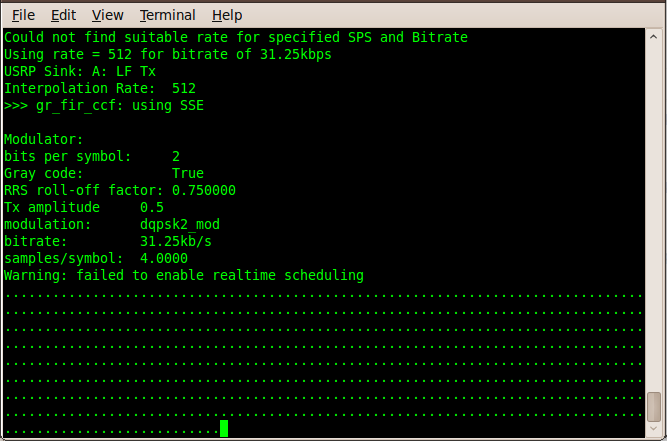 File Edit View Terminal Help
Could not find suitable rate for specified SPS and Bitrate
Using rate = 512 for bitrate of 31.25kbps
USRP Sink: A: LF Tx
Interpolation Rate:  512
>>> gr_fir_ccf: using SSE
Modulator:
bits per symbol:     2
Gray code:           True
RRS roll-off factor: 0.750000
Tx amplitude     0.5
modulation:      dqpsk2_mod
bitrate:         31.25kb/s
samples/symbol:  4.0000
Warning: failed to enable realtime scheduling
................................................................................
................................................................................
................................................................................
................................................................................
................................................................................
................................................................................
................................................................................
................................................................................
...........................